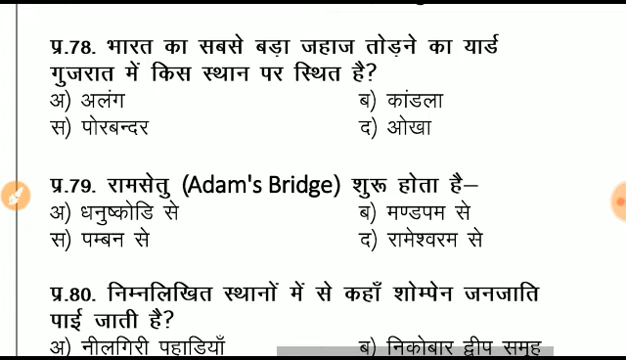 प्र.78. भारत का सबसे बड़ा जहाज तोड़ने का यार्ड
गुजरात में किस स्थान पर स्थित है?
अ) अलंग ब) कांडला
स) पोरबन्दर द) ओखा
प्र.79. रामसेतु (Adam's Bridge) शुरू होता है–
अ) धनुष्कोडि से ब) मण्डपम से
स) पम्बन से द) रामेश्वरम से
प्र.80. निम्नलिखित स्थानों में से कहाँ शोम्पेन जनजाति
पाई जाती है?
अ) नीलगिरी पहाडियाँ ब) निकोबार द्वीप समूह